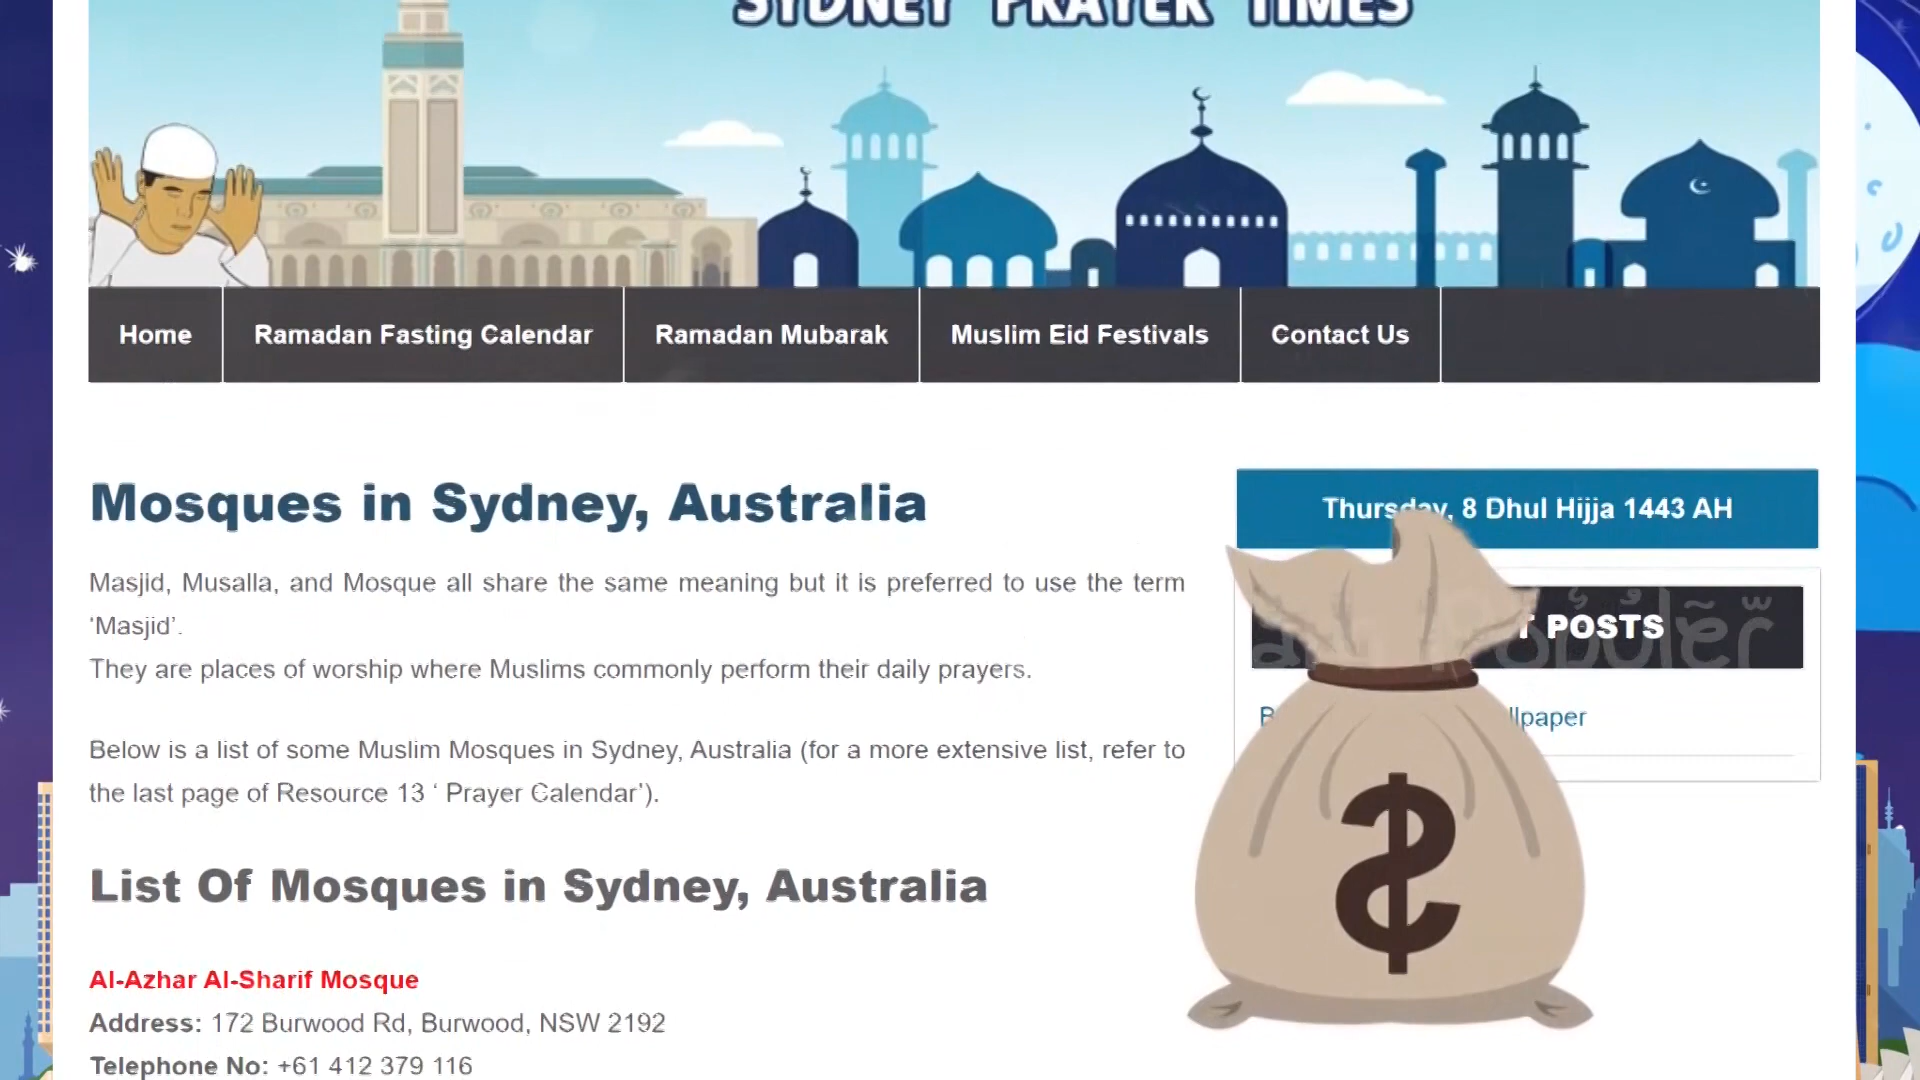 SYDNEY PRAYER TIMES
Home
Ramadan Fasting Calendar
Ramadan Mubarak
Muslim Eid Festivals
Contact Us
Mosques in Sydney, Australia
Masjid, Musalla, and Mosque all share the same meaning but it is preferred to use the term
‘Masjid’.
They are places of worship where Muslims commonly perform their daily prayers.
Below is a list of some Muslim Mosques in Sydney, Australia (for a more extensive list, refer to
the last page of Resource 13 ‘ Prayer Calendar’).
List Of Mosques in Sydney, Australia
Al-Azhar Al-Sharif Mosque
Address: 172 Burwood Rd, Burwood, NSW 2192
Telephone No: +61 412 379 116
Thursday, 8 Dhul Hijja 1443 AH
POSTS
$